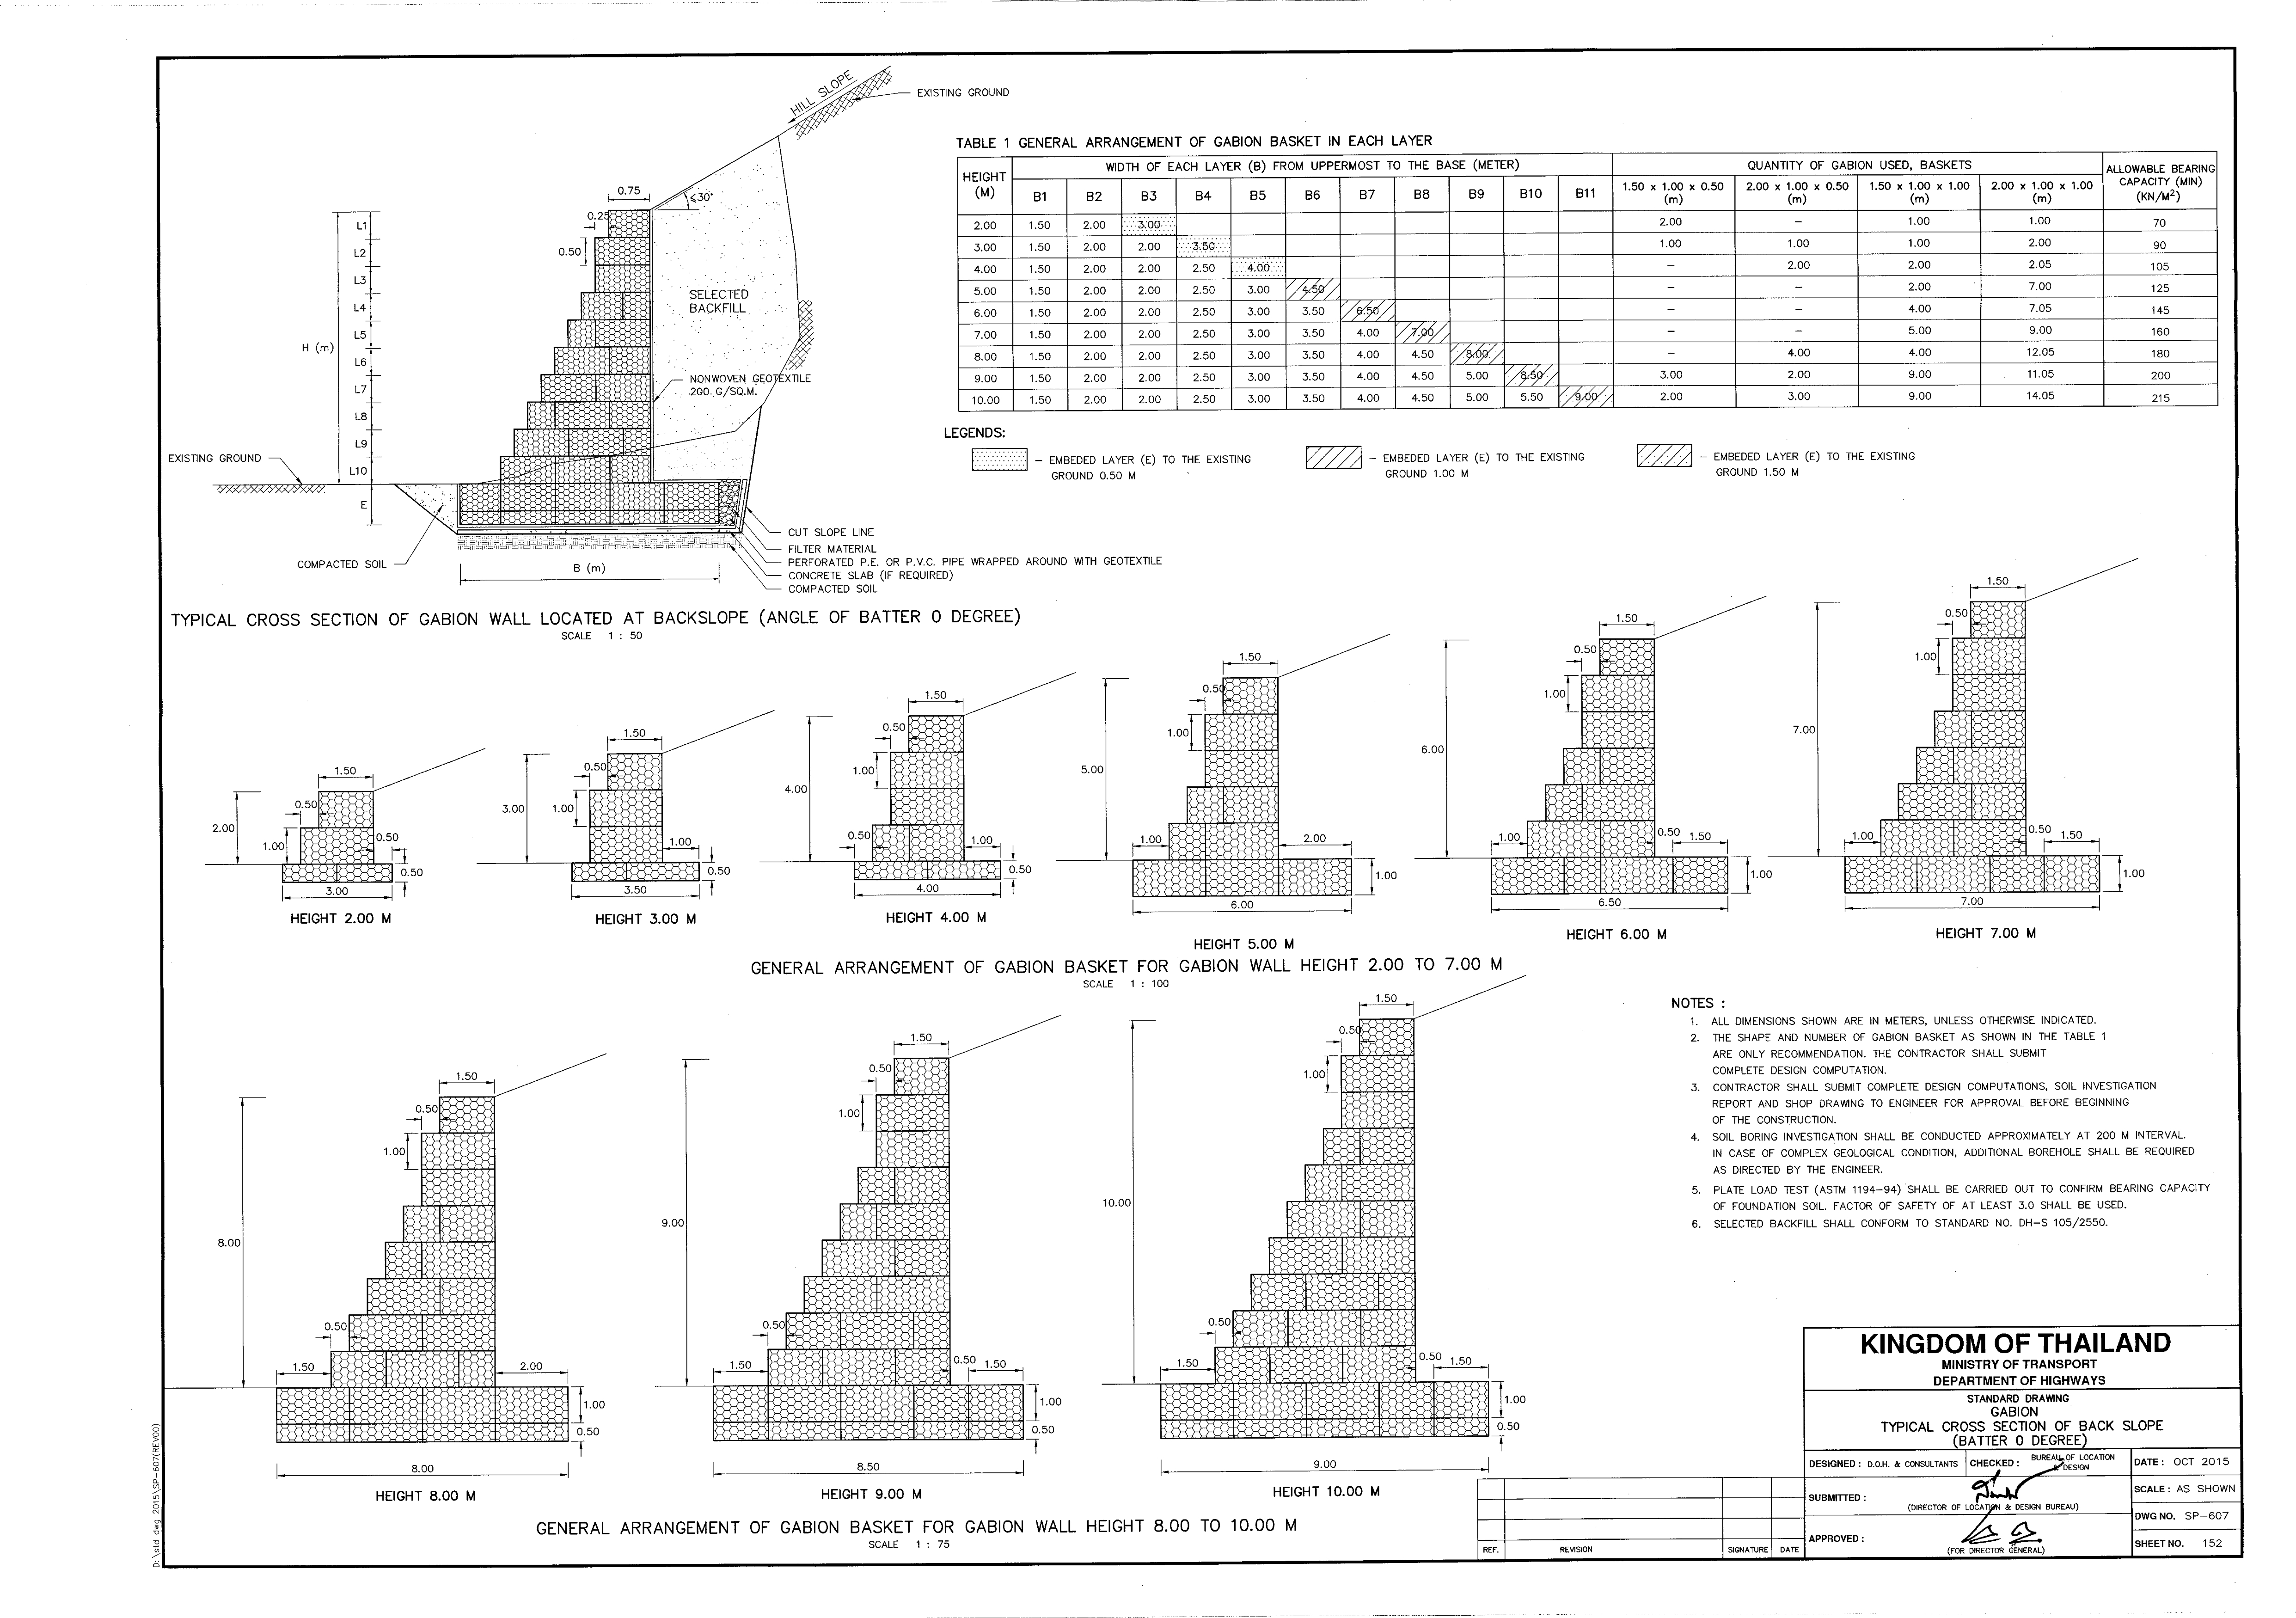 HILL SLOPE
EXISTING GROUND
0.75
⩽30°
0.25
0.50
L1
L2
L3
L4
L5
L6
L7
L8
L9
L10
E
H (m)
SELECTED
BACKFILL
NONWOVEN GEOTEXTILE
200 G/SQ.M.
EXISTING GROUND
COMPACTED SOIL
B (m)
CUT SLOPE LINE
FILTER MATERIAL
PERFORATED P.E. OR P.V.C. PIPE WRAPPED AROUND WITH GEOTEXTILE
CONCRETE SLAB (IF REQUIRED)
COMPACTED SOIL
TYPICAL CROSS SECTION OF GABION WALL LOCATED AT BACKSLOPE (ANGLE OF BATTER 0 DEGREE)
SCALE 1 : 50
TABLE 1 GENERAL ARRANGEMENT OF GABION BASKET IN EACH LAYER
HEIGHT (M) WIDTH OF EACH LAYER (B) FROM UPPERMOST TO THE BASE (METER) QUANTITY OF GABION USED, BASKETS ALLOWABLE BEARING CAPACITY (MIN) (KN/M²)
B1 B2 B3 B4 B5 B6 B7 B8 B9 B10 B11 1.50 x 1.00 x 0.50 (m) 2.00 x 1.00 x 0.50 (m) 1.50 x 1.00 x 1.00 (m) 2.00 x 1.00 x 1.00 (m)
2.00 1.50 2.00 3.00 2.00 – 1.00 1.00 70
3.00 1.50 2.00 2.00 3.50 1.00 1.00 1.00 2.00 90
4.00 1.50 2.00 2.00 2.50 4.00 – 2.00 2.00 2.05 105
5.00 1.50 2.00 2.00 2.50 3.00 4.50 – – 2.00 7.00 125
6.00 1.50 2.00 2.00 2.50 3.00 3.50 6.50 – – 4.00 7.05 145
7.00 1.50 2.00 2.00 2.50 3.00 3.50 4.00 7.00 – – 5.00 9.00 160
8.00 1.50 2.00 2.00 2.50 3.00 3.50 4.00 4.50 8.00 – 4.00 4.00 12.05 180
9.00 1.50 2.00 2.00 2.50 3.00 3.50 4.00 4.50 5.00 8.50 3.00 2.00 9.00 11.05 200
10.00 1.50 2.00 2.00 2.50 3.00 3.50 4.00 4.50 5.00 5.50 9.00 2.00 3.00 9.00 14.05 215
LEGENDS:
– EMBEDED LAYER (E) TO THE EXISTING
GROUND 0.50 M
– EMBEDED LAYER (E) TO THE EXISTING
GROUND 1.00 M
– EMBEDED LAYER (E) TO THE EXISTING
GROUND 1.50 M
1.50
0.50
2.00
1.00
0.50
0.50
3.00
HEIGHT 2.00 M
1.50
0.50
3.00
1.00
1.00
0.50
3.50
HEIGHT 3.00 M
1.50
0.50
1.00
4.00
0.50
1.00
0.50
4.00
HEIGHT 4.00 M
1.50
0.50
1.00
5.00
1.00
2.00
1.00
6.00
HEIGHT 5.00 M
1.50
0.50
1.00
6.00
1.00
0.50
1.50
1.00
6.50
HEIGHT 6.00 M
1.50
0.50
1.00
7.00
1.00
0.50
1.50
1.00
7.00
HEIGHT 7.00 M
GENERAL ARRANGEMENT OF GABION BASKET FOR GABION WALL HEIGHT 2.00 TO 7.00 M
SCALE 1 : 100
1.50
0.50
1.00
8.00
0.50
1.50
2.00
1.00
0.50
8.00
HEIGHT 8.00 M
1.50
0.50
1.00
9.00
0.50
1.50
0.50
1.50
1.00
0.50
8.50
HEIGHT 9.00 M
1.50
0.50
1.00
10.00
0.50
1.50
0.50
1.50
1.00
0.50
9.00
HEIGHT 10.00 M
GENERAL ARRANGEMENT OF GABION BASKET FOR GABION WALL HEIGHT 8.00 TO 10.00 M
SCALE 1 : 75
NOTES :
1. ALL DIMENSIONS SHOWN ARE IN METERS, UNLESS OTHERWISE INDICATED.
2. THE SHAPE AND NUMBER OF GABION BASKET AS SHOWN IN THE TABLE 1
ARE ONLY RECOMMENDATION. THE CONTRACTOR SHALL SUBMIT
COMPLETE DESIGN COMPUTATION.
3. CONTRACTOR SHALL SUBMIT COMPLETE DESIGN COMPUTATIONS, SOIL INVESTIGATION
REPORT AND SHOP DRAWING TO ENGINEER FOR APPROVAL BEFORE BEGINNING
OF THE CONSTRUCTION.
4. SOIL BORING INVESTIGATION SHALL BE CONDUCTED APPROXIMATELY AT 200 M INTERVAL.
IN CASE OF COMPLEX GEOLOGICAL CONDITION, ADDITIONAL BOREHOLE SHALL BE REQUIRED
AS DIRECTED BY THE ENGINEER.
5. PLATE LOAD TEST (ASTM 1194–94) SHALL BE CARRIED OUT TO CONFIRM BEARING CAPACITY
OF FOUNDATION SOIL. FACTOR OF SAFETY OF AT LEAST 3.0 SHALL BE USED.
6. SELECTED BACKFILL SHALL CONFORM TO STANDARD NO. DH–S 105/2550.
KINGDOM OF THAILAND
MINISTRY OF TRANSPORT
DEPARTMENT OF HIGHWAYS
STANDARD DRAWING
GABION
TYPICAL CROSS SECTION OF BACK SLOPE
(BATTER 0 DEGREE)
DESIGNED : D.O.H. & CONSULTANTS
CHECKED : BUREAU OF LOCATION
DESIGN
DATE : OCT 2015
SUBMITTED :
(DIRECTOR OF LOCATION & DESIGN BUREAU)
SCALE : AS SHOWN
DWG NO. SP–607
APPROVED :
(FOR DIRECTOR GENERAL)
SHEET NO. 152
REF. REVISION SIGNATURE DATE
D:\std dwg 2015\SP-607(REV00)